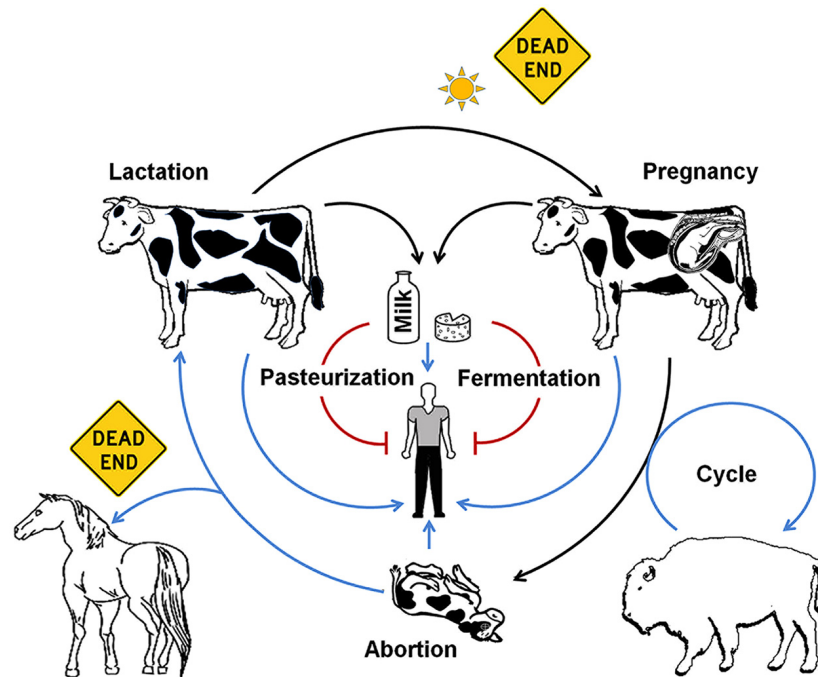 DEAD
END
Lactation
Pregnancy
Milk
Pasteurization
Fermentation
DEAD
END
Cycle
Abortion